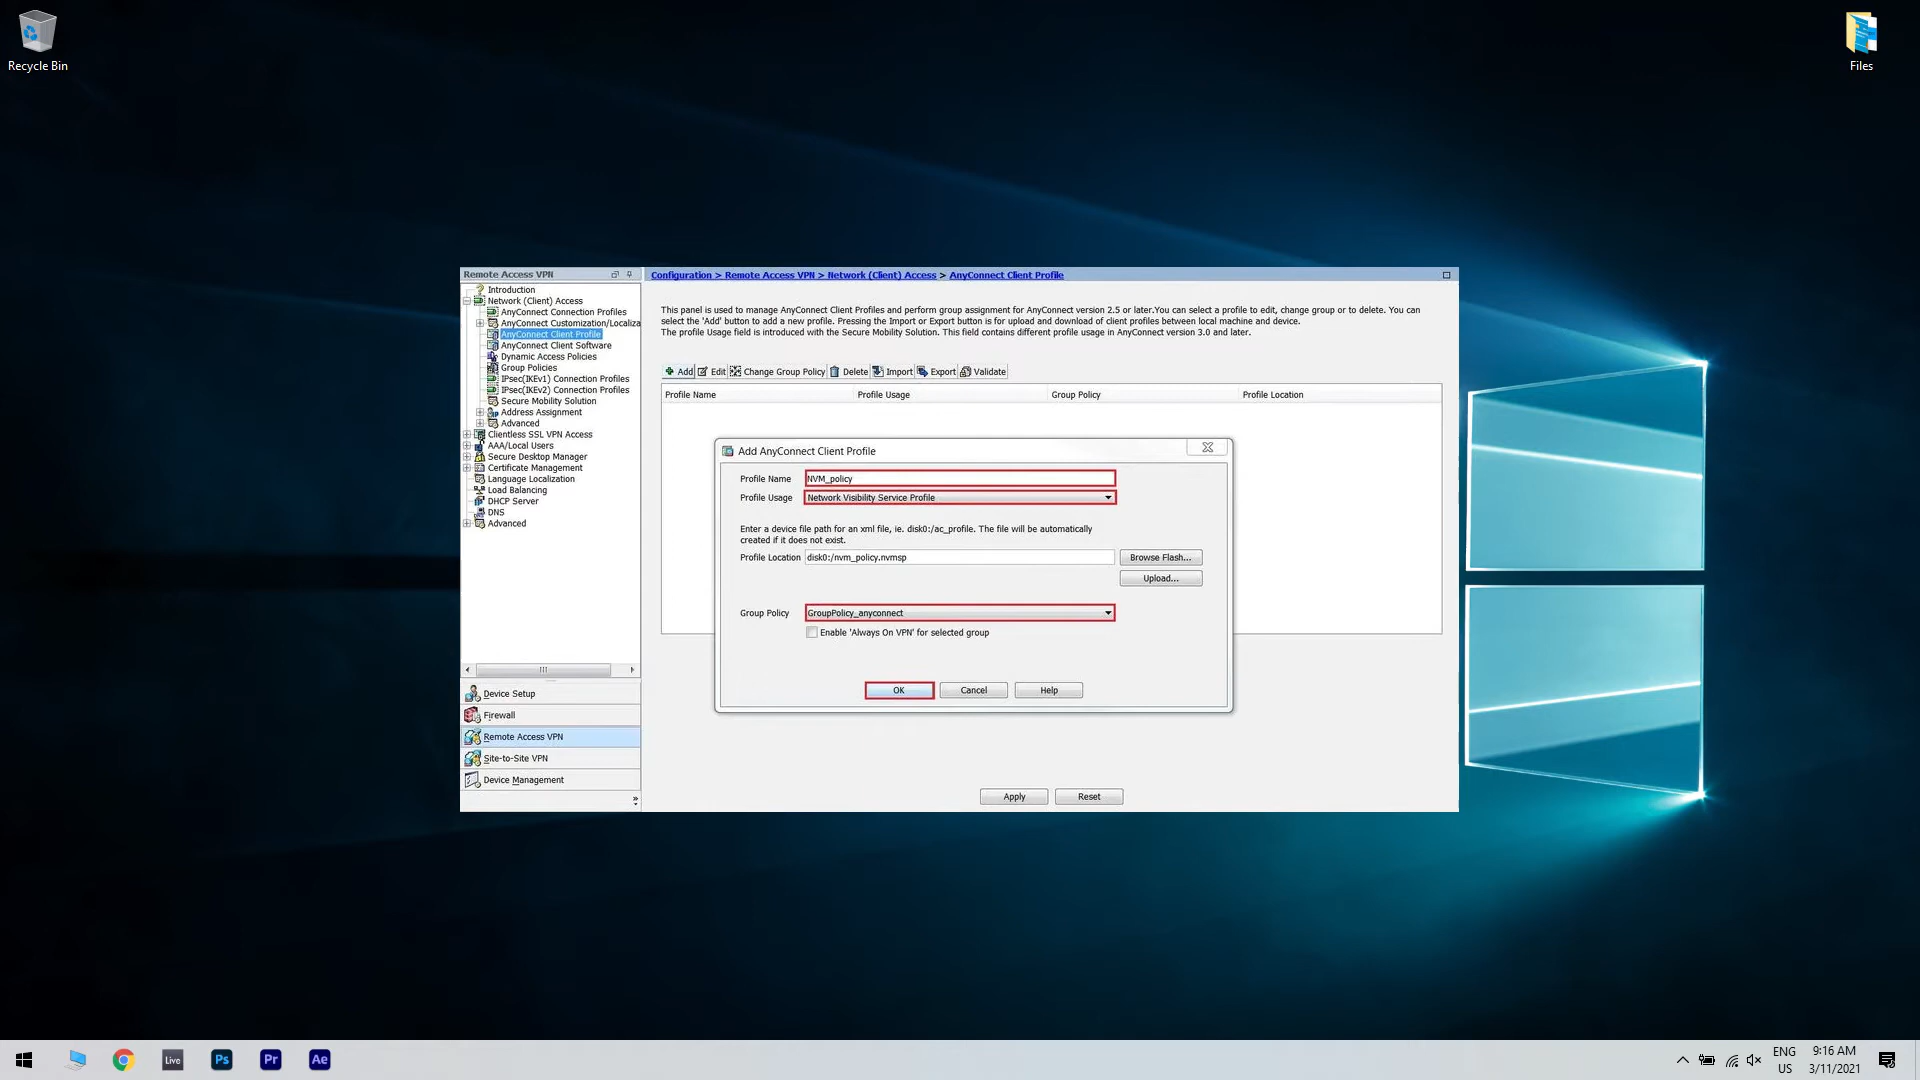 Recycle Bin
Files
Remote Access VPN
Introduction
Network (Client) Access
AnyConnect Connection Profiles
AnyConnect Customization/Localiza
AnyConnect Client Profile
AnyConnect Client Software
Dynamic Access Policies
Group Policies
IPsec(IKEv1) Connection Profiles
IPsec(IKEv2) Connection Profiles
Secure Mobility Solution
Address Assignment
Advanced
Clientless SSL VPN Access
AAA/Local Users
Secure Desktop Manager
Certificate Management
Language Localization
Load Balancing
DHCP Server
DNS
Advanced
Device Setup
Firewall
Remote Access VPN
Site-to-Site VPN
Device Management
Configuration > Remote Access VPN > Network (Client) Access > AnyConnect Client Profile
This panel is used to manage AnyConnect Client Profiles and perform group assignment for AnyConnect version 2.5 or later.You can select a profile to edit, change group or to delete. You can
select the 'Add' button to add a new profile. Pressing the Import or Export button is for upload and download of client profiles between local machine and device.
The profile Usage field is introduced with the Secure Mobility Solution. This field contains different profile usage in AnyConnect version 3.0 and later.
Add Edit Change Group Policy Delete Import Export Validate
Profile Name Profile Usage Group Policy Profile Location
Add AnyConnect Client Profile
Profile Name NVM_policy
Profile Usage Network Visibility Service Profile
Enter a device file path for an xml file, ie. disk0:/ac_profile. The file will be automatically
created if it does not exist.
Profile Location disk0:/nvm_policy.nvmsp Browse Flash...
Upload...
Group Policy GroupPolicy_anyconnect
Enable 'Always On VPN' for selected group
OK Cancel Help
Apply Reset
Live Ps Pr Ae
ENG
US
9:16 AM
3/11/2021